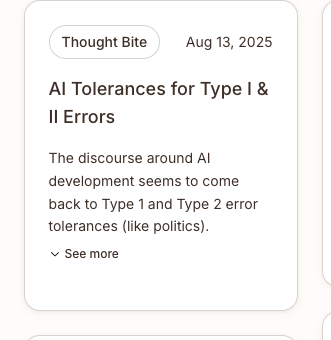 Thought Bite
Aug 13, 2025
AI Tolerances for Type I &
II Errors
The discourse around AI
development seems to come
back to Type 1 and Type 2 error
tolerances (like politics).
See more